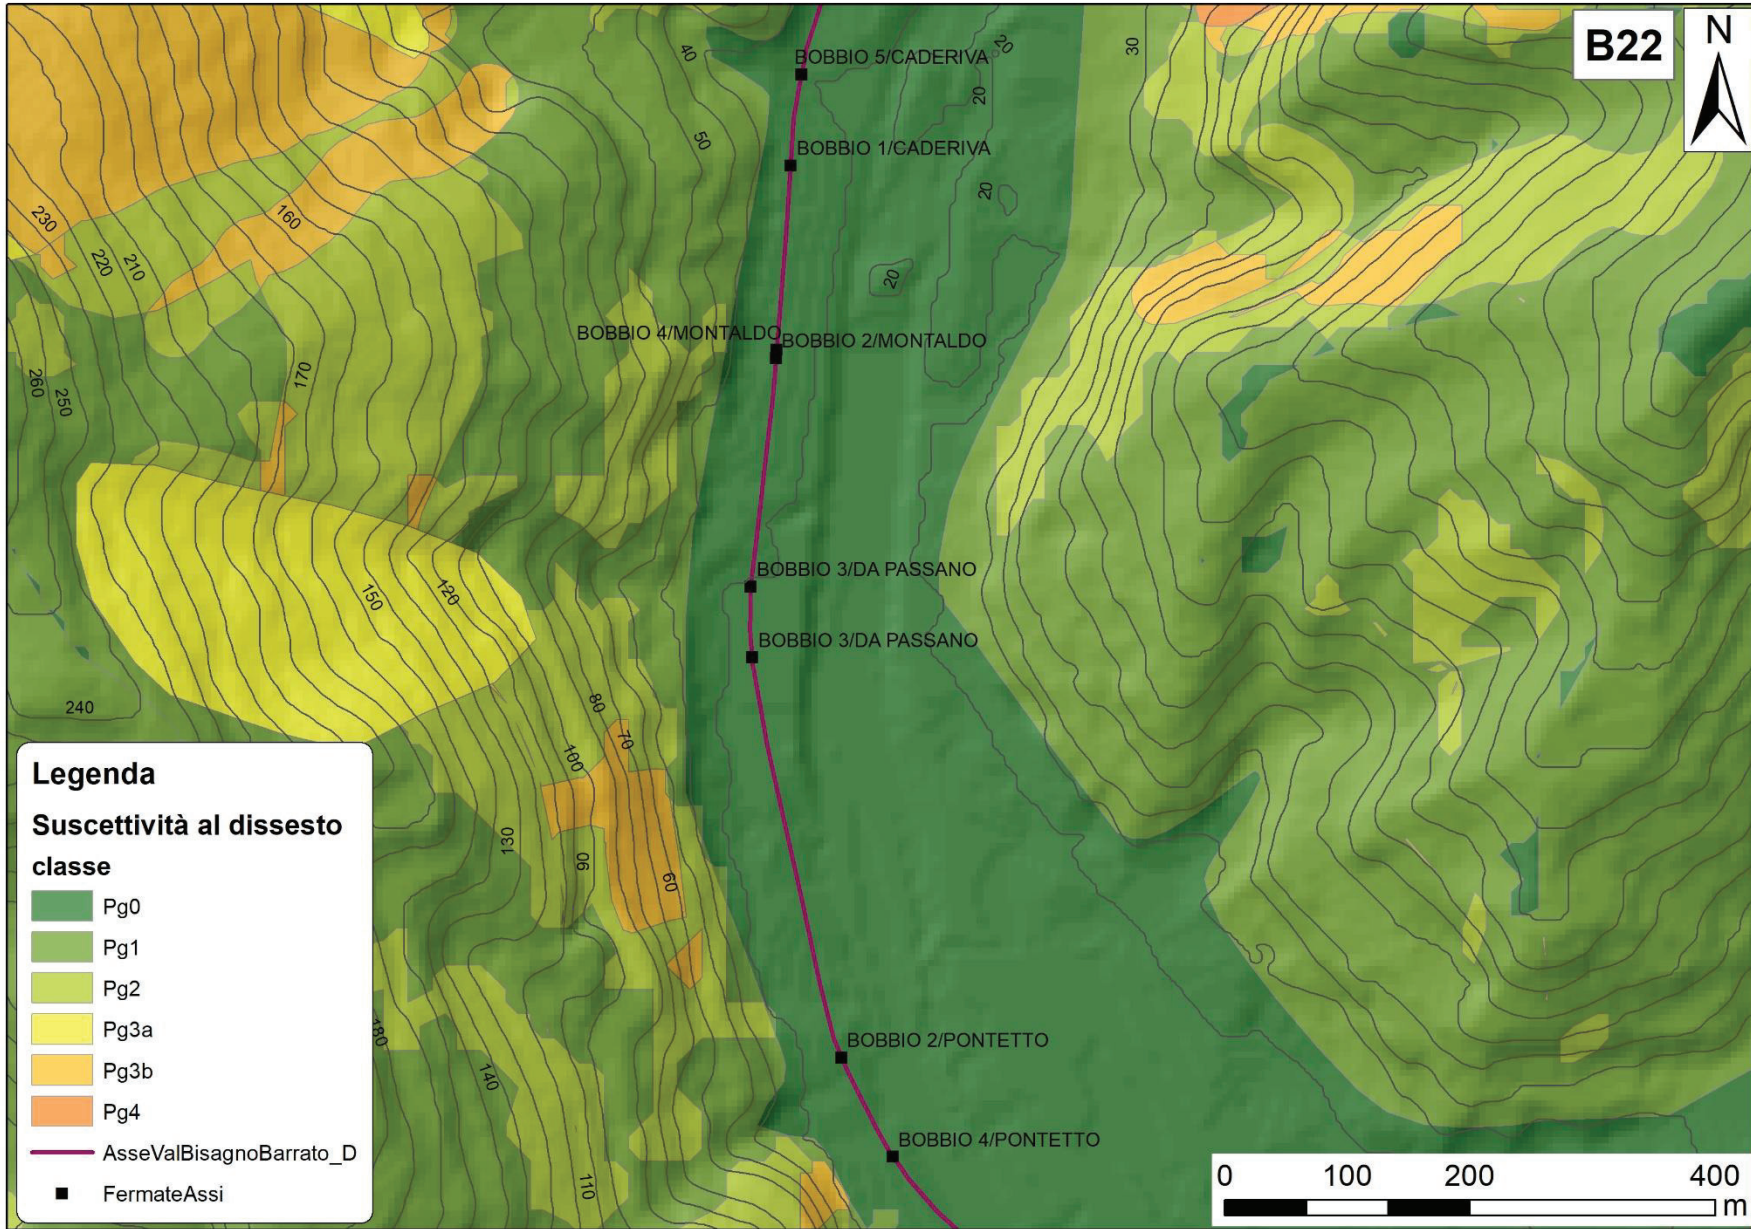 B22
N
BOBBIO 5/CADERIVA
BOBBIO 1/CADERIVA
BOBBIO 4/MONTALDO
BOBBIO 2/MONTALDO
BOBBIO 3/DA PASSANO
BOBBIO 3/DA PASSANO
BOBBIO 2/PONTETTO
BOBBIO 4/PONTETTO
40
50
20
20
20
20
30
230
220
210
160
170
260
250
150
120
240
80
70
100
130
90
60
180
140
110
Legenda
Suscettività al dissesto
classe
Pg0
Pg1
Pg2
Pg3a
Pg3b
Pg4
AsseValBisagnoBarrato_D
FermateAssi
0 100 200 400
m